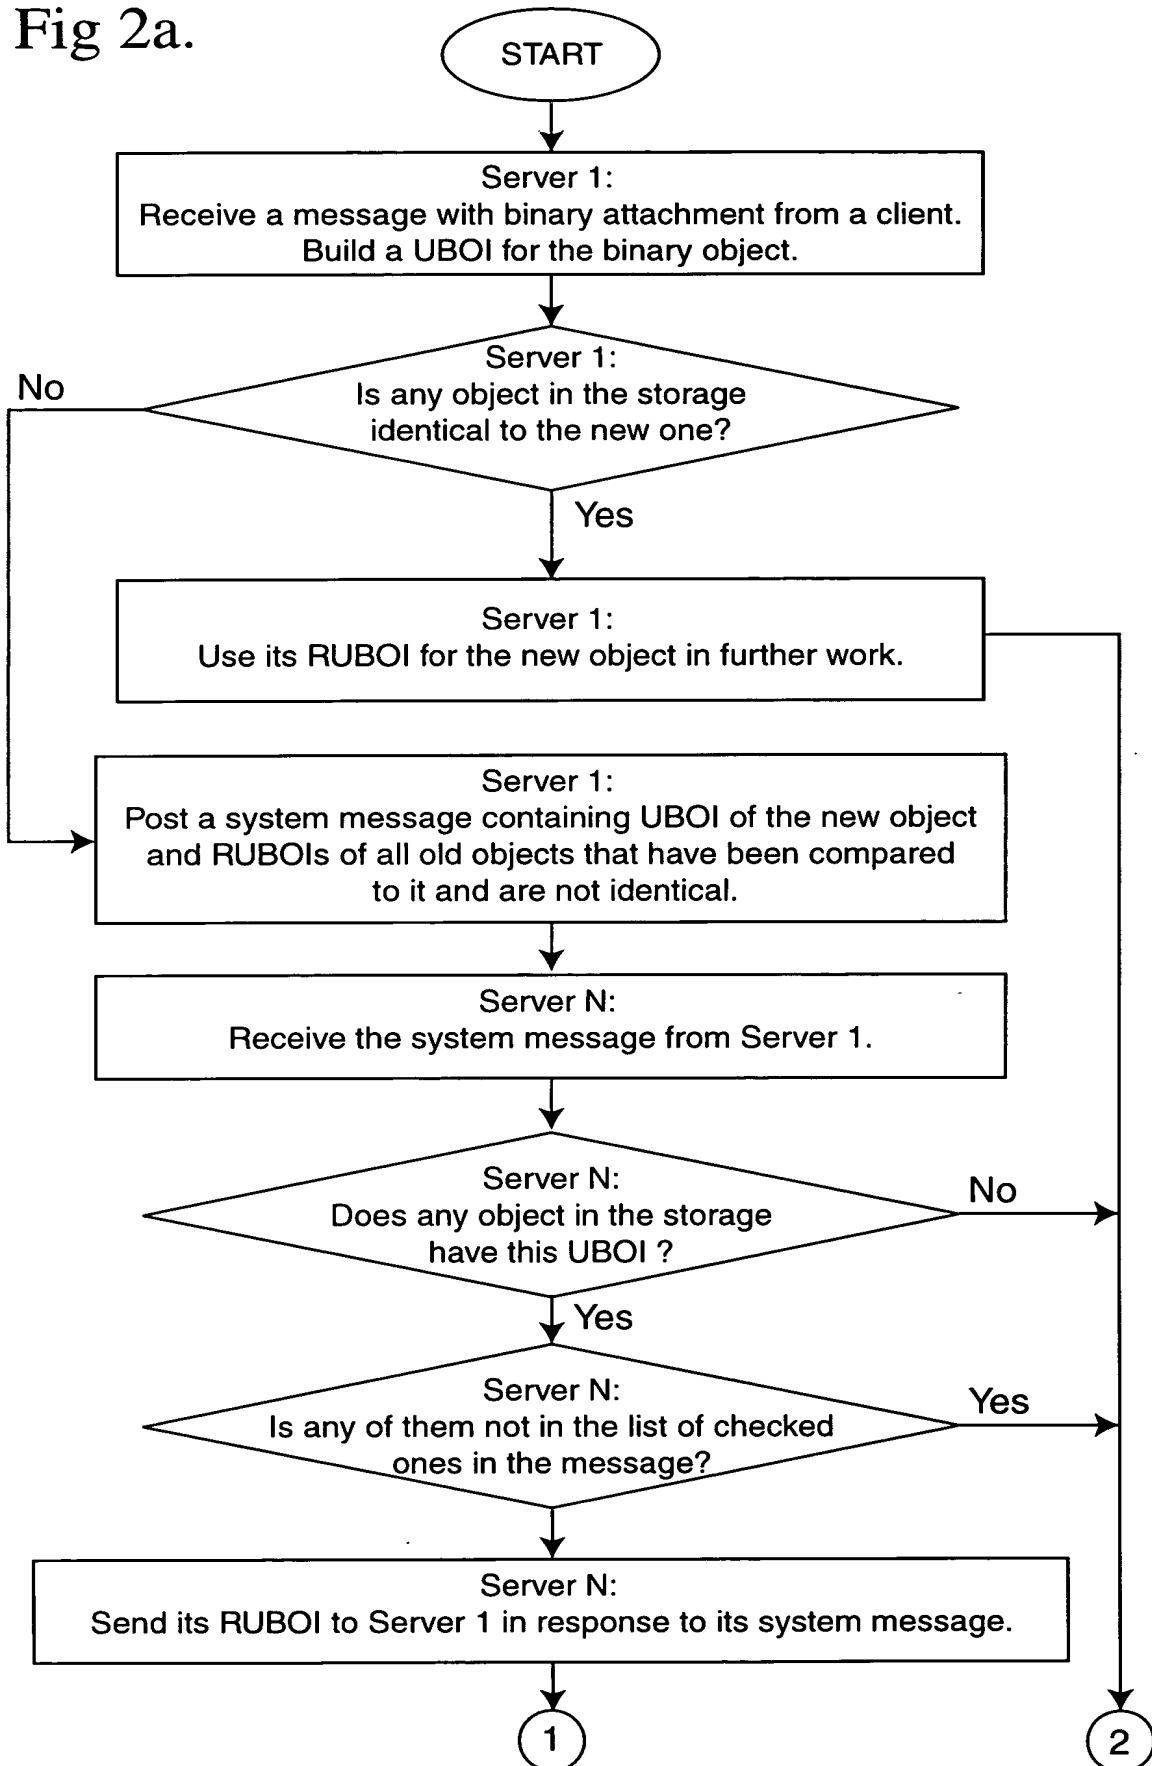 Fig 2a.
START
Server 1:
Receive a message with binary attachment from a client.
Build a UBOI for the binary object.
Server 1:
Is any object in the storage
identical to the new one?
No
Yes
Server 1:
Use its RUBOI for the new object in further work.
Server 1:
Post a system message containing UBOI of the new object
and RUBOIs of all old objects that have been compared
to it and are not identical.
Server N:
Receive the system message from Server 1.
Server N:
Does any object in the storage
have this UBOI ?
No
Yes
Server N:
Is any of them not in the list of checked
ones in the message?
Yes
Server N:
Send its RUBOI to Server 1 in response to its system message.
1
2